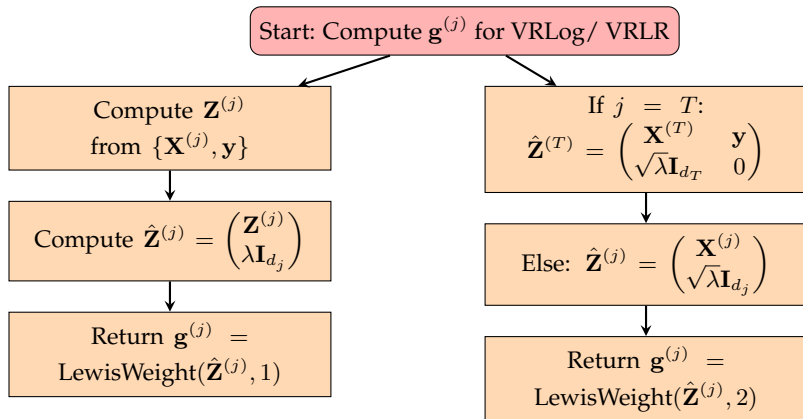 Start: Compute g^(j) for VRLog/ VRLR
Compute Z^(j)
from {X^(j), y}
Compute Ẑ^(j) = (Z^(j)
λI_{d_j})
Return g^(j) =
LewisWeight(Ẑ^(j), 1)
If j = T:
Ẑ^(T) = (X^(T) y
√λI_{d_T} 0)
Else: Ẑ^(j) = (X^(j)
√λI_{d_j})
Return g^(j) =
LewisWeight(Ẑ^(j), 2)